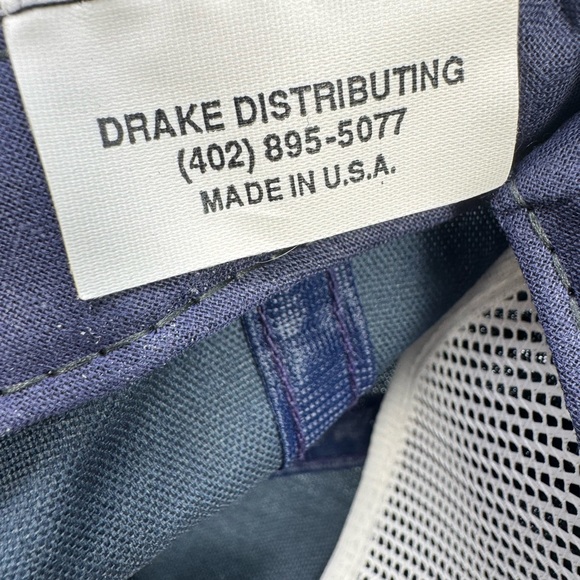 DRAKE DISTRIBUTING
(402) 895-5077
MADE IN U.S.A.